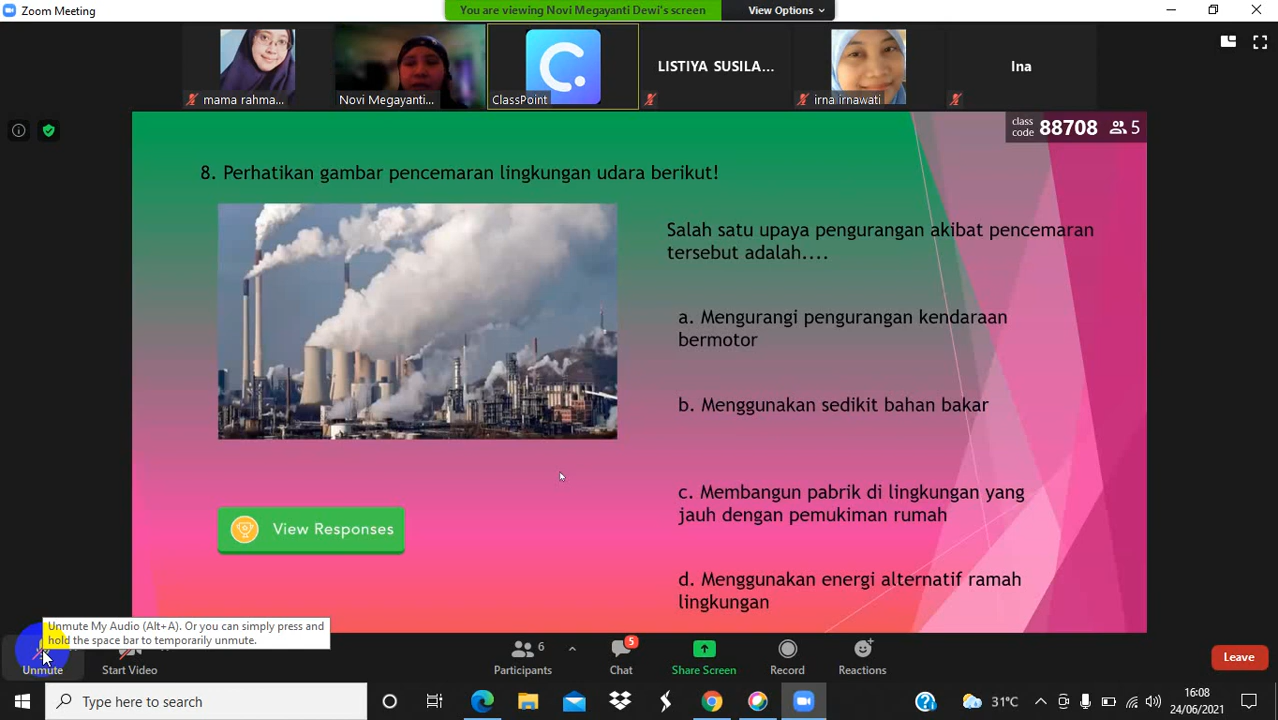 Zoom Meeting
You are viewing Novi Megayanti Dewi's screen
View Options
mama rahma...
Novi Megayanti...
ClassPoint
LISTIYA SUSILA...
irna irnawati
Ina
class
code 88708 5
8. Perhatikan gambar pencemaran lingkungan udara berikut!
Salah satu upaya pengurangan akibat pencemaran
tersebut adalah....
a. Mengurangi pengurangan kendaraan
bermotor
b. Menggunakan sedikit bahan bakar
c. Membangun pabrik di lingkungan yang
jauh dengan pemukiman rumah
d. Menggunakan energi alternatif ramah
lingkungan
View Responses
Unmute My Audio (Alt+A). Or you can simply press and
hold the space bar to temporarily unmute.
Unmute
Start Video
6
Participants
5
Chat
Share Screen
Record
Reactions
Leave
Type here to search
31°C
16:08
24/06/2021